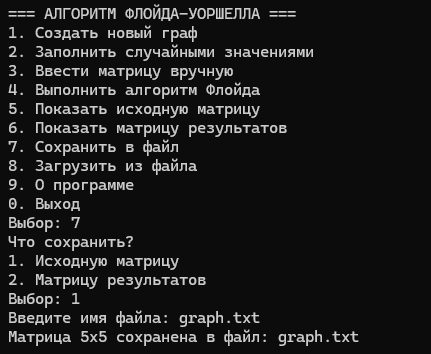 === АЛГОРИТМ ФЛОЙДА-УОРШЕЛЛА ===
1. Создать новый граф
2. Заполнить случайными значениями
3. Ввести матрицу вручную
4. Выполнить алгоритм Флойда
5. Показать исходную матрицу
6. Показать матрицу результатов
7. Сохранить в файл
8. Загрузить из файла
9. О программе
0. Выход
Выбор: 7
Что сохранить?
1. Исходную матрицу
2. Матрицу результатов
Выбор: 1
Введите имя файла: graph.txt
Матрица 5x5 сохранена в файл: graph.txt